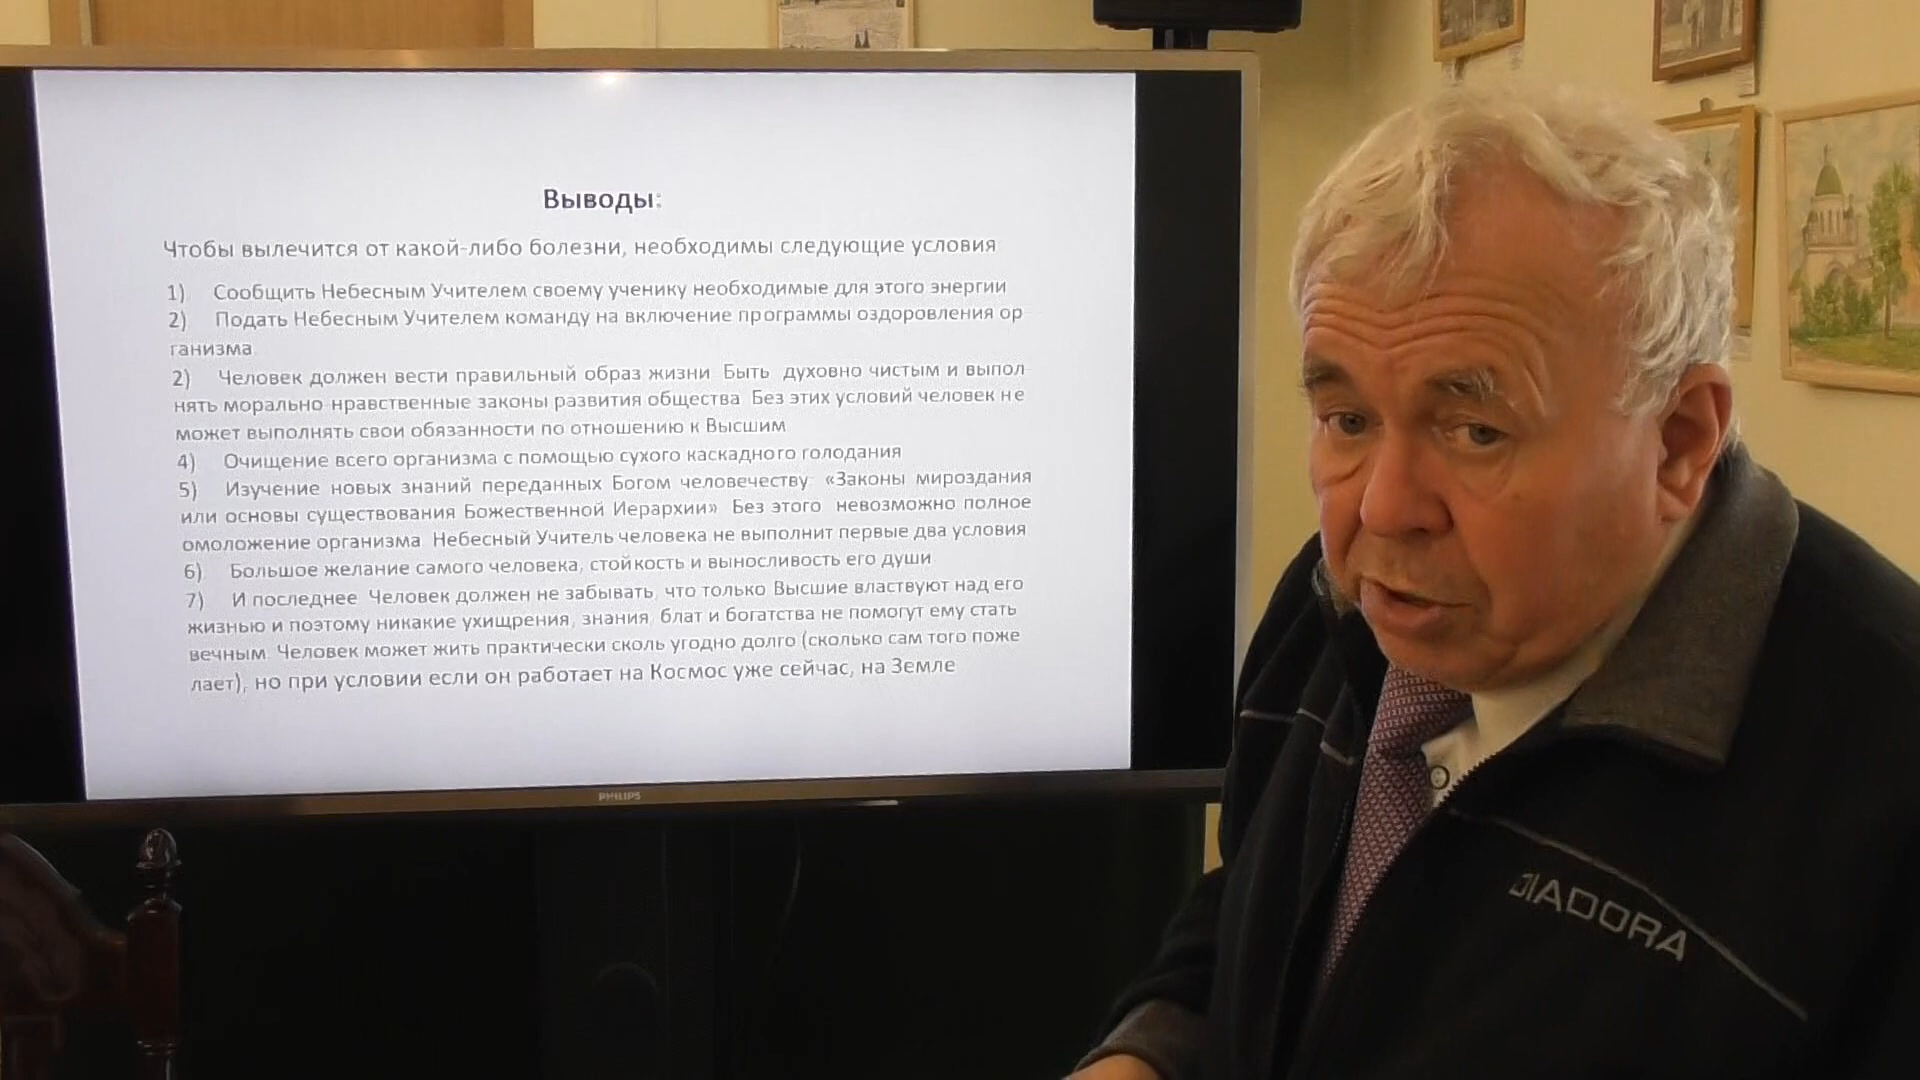 Выводы:
Чтобы вылечится от какой-либо болезни, необходимы следующие условия
1) Сообщить Небесным Учителем своему ученику необходимые для этого энергии
2) Подать Небесным Учителем команду на включение программы оздоровления ор
ганизма
2) Человек должен вести правильный образ жизни Быть духовно чистым и выпол
нять морально нравственные законы развития общества Без этих условий человек не
может выполнять свои обязанности по отношению к Высшим
4) Очищение всего организма с помощью сухого каскадного голодания
5) Изучение новых знаний переданных Богом человечеству «Законы мироздания
или основы существования Божественной Иерархии» Без этого невозможно полное
омоложение организма Небесный Учитель человека не выполнит первые два условия
6) Большое желание самого человека, стойкость и выносливость его души
7) И последнее Человек должен не забывать, что только Высшие властвуют над его
жизнью и поэтому никакие ухищрения, знания, блат и богатства не помогут ему стать
вечным. Человек может жить практически сколь угодно долго (сколько сам того поже
лает), но при условии если он работает на Космос уже сейчас, на Земле
PHILIPS
DIADORA